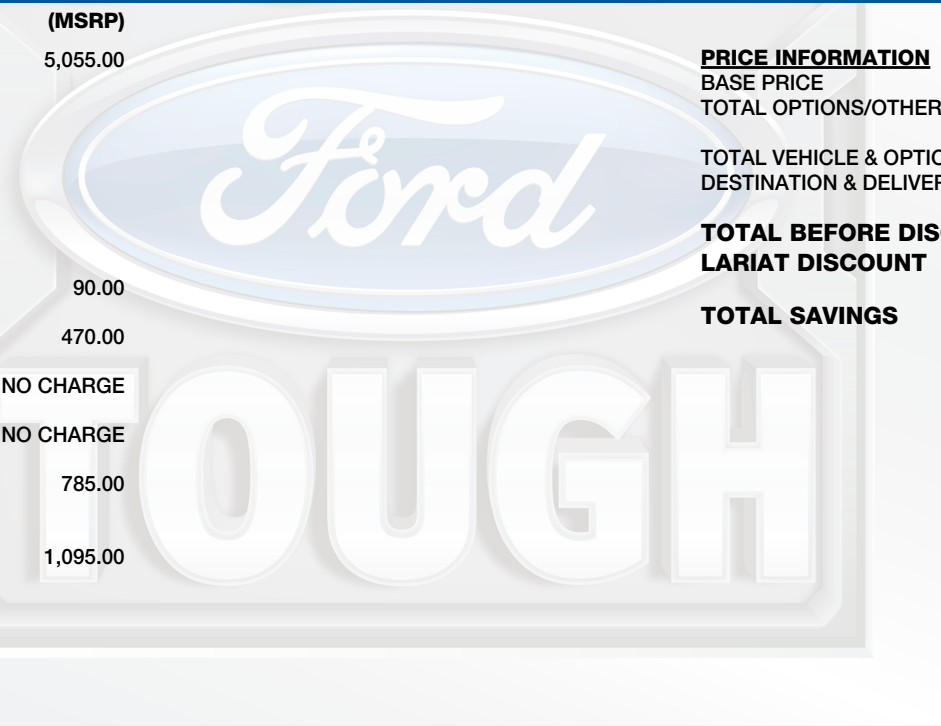 (MSRP)
5,055.00
90.00
470.00
NO CHARGE
NO CHARGE
785.00
1,095.00
PRICE INFORMATION
BASE PRICE
TOTAL OPTIONS/OTHER
TOTAL VEHICLE & OPTIO
DESTINATION & DELIVER
TOTAL BEFORE DISC
LARIAT DISCOUNT
TOTAL SAVINGS
Ford
TOUGH